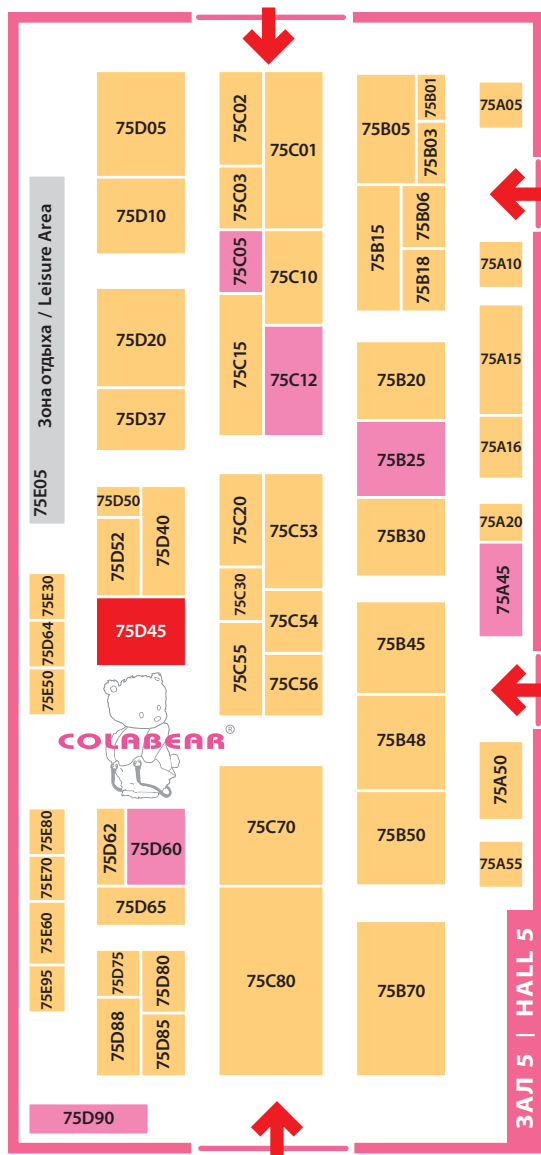 75D05
75D10
75D20
75D37
75D50
75D52
75D40
75D45
Зона отдыха / Leisure Area
75E05
75E30
75D64
75E50
COLABEAR®
75E80
75E70
75E60
75E95
75D62
75D60
75D65
75D75
75D80
75D88
75D85
75D90
75C02
75C01
75C03
75C05
75C10
75C15
75C12
75C20
75C53
75C30
75C54
75C55
75C56
75C70
75C80
75B05
75B01
75B03
75B15
75B06
75B18
75B20
75B25
75B30
75B45
75B48
75B50
75B70
75A05
75A10
75A15
75A16
75A20
75A45
75A50
75A55
ЗАЛ 5 | HALL 5